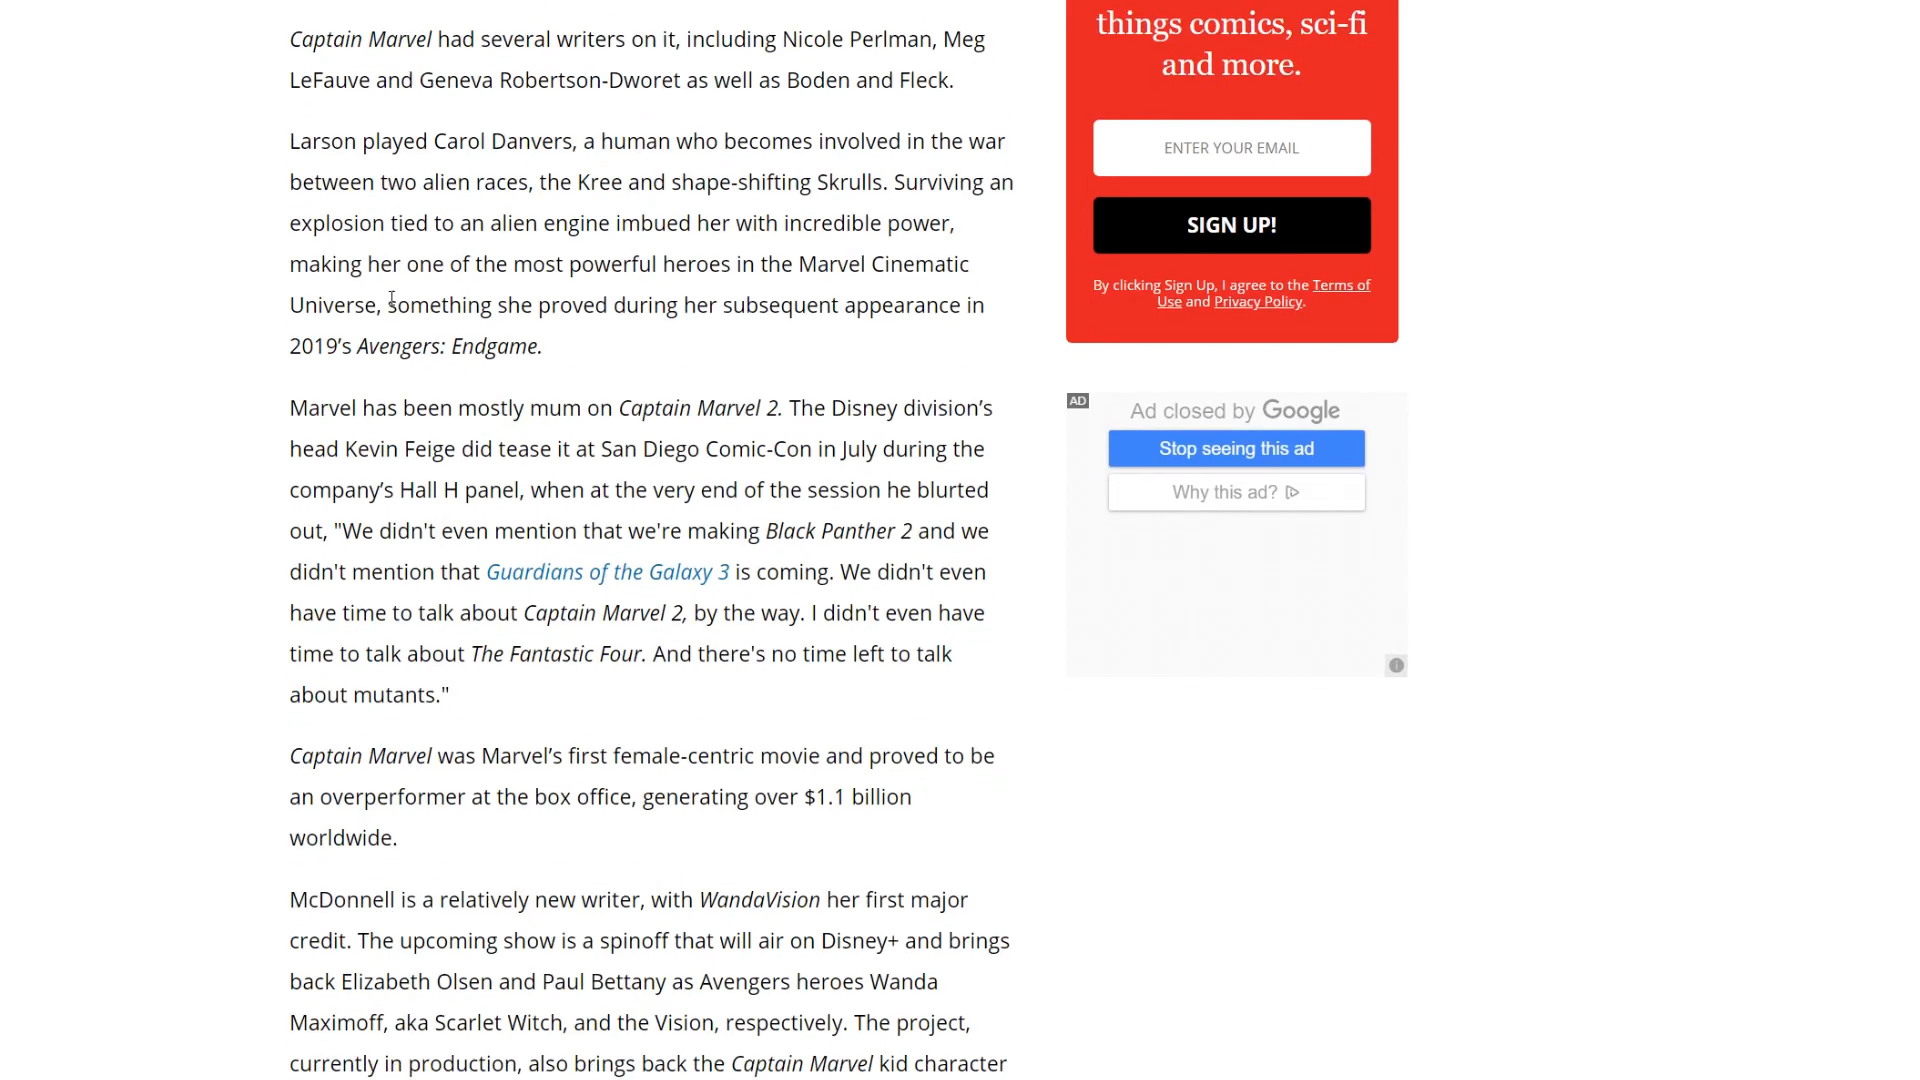 Captain Marvel had several writers on it, including Nicole Perlman, Meg
LeFauve and Geneva Robertson-Dworet as well as Boden and Fleck.
Larson played Carol Danvers, a human who becomes involved in the war
between two alien races, the Kree and shape-shifting Skrulls. Surviving an
explosion tied to an alien engine imbued her with incredible power,
making her one of the most powerful heroes in the Marvel Cinematic
Universe, something she proved during her subsequent appearance in
2019’s Avengers: Endgame.
Marvel has been mostly mum on Captain Marvel 2. The Disney division’s
head Kevin Feige did tease it at San Diego Comic-Con in July during the
company’s Hall H panel, when at the very end of the session he blurted
out, "We didn't even mention that we're making Black Panther 2 and we
didn't mention that Guardians of the Galaxy 3 is coming. We didn't even
have time to talk about Captain Marvel 2, by the way. I didn't even have
time to talk about The Fantastic Four. And there's no time left to talk
about mutants."
Captain Marvel was Marvel’s first female-centric movie and proved to be
an overperformer at the box office, generating over $1.1 billion
worldwide.
McDonnell is a relatively new writer, with WandaVision her first major
credit. The upcoming show is a spinoff that will air on Disney+ and brings
back Elizabeth Olsen and Paul Bettany as Avengers heroes Wanda
Maximoff, aka Scarlet Witch, and the Vision, respectively. The project,
currently in production, also brings back the Captain Marvel kid character
things comics, sci-fi
and more.
ENTER YOUR EMAIL
SIGN UP!
By clicking Sign Up, I agree to the Terms of
Use and Privacy Policy.
AD
Ad closed by Google
Stop seeing this ad
Why this ad?